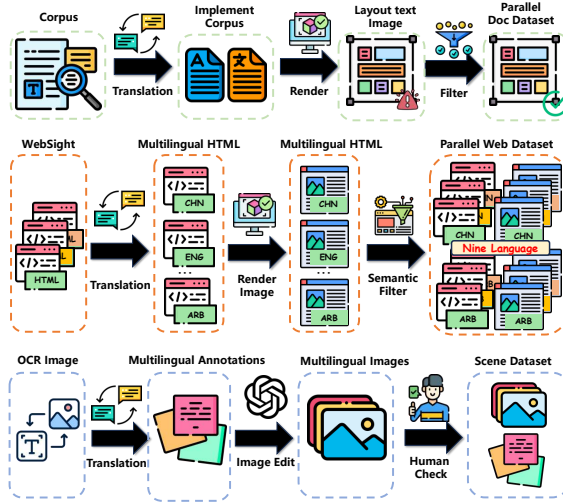 Corpus
Implement Corpus
Layout text Image
Parallel Doc Dataset
T
A
文
Translation
Render
Filter
WebSight
Multilingual HTML
Multilingual HTML
Parallel Web Dataset
HTML
CHN
ENG
...
ARB
CHN
ENG
...
ARB
CHN
CHN
Nine Language
ARB
ARB
Translation
Render Image
Semantic Filter
OCR Image
Multilingual Annotations
Multilingual Images
Scene Dataset
T
Translation
Image Edit
Human Check